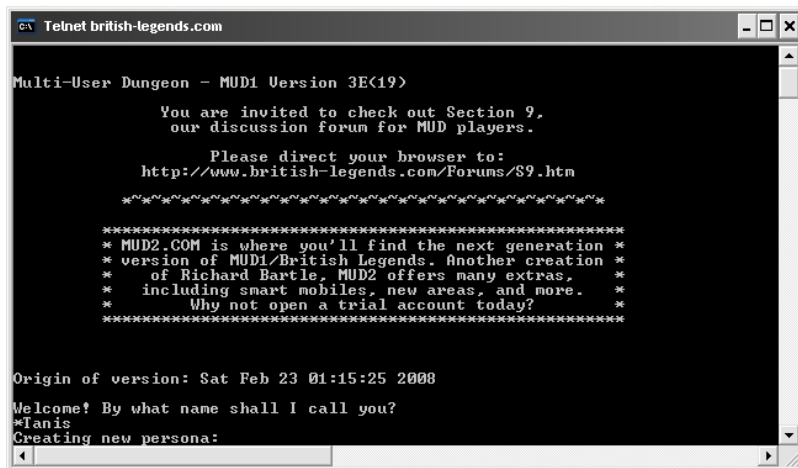 Telnet british-legends.com
Multi-User Dungeon - MUD1 Version 3E(19)
You are invited to check out Section 9,
our discussion forum for MUD players.
Please direct your browser to:
http://www.british-legends.com/Forums/S9.htm
*~*~*~*~*~*~*~*~*~*~*~*~*~*~*~*~*~*~*~*~*~*~*~*~*
*****************************************************
* MUD2.COM is where you'll find the next generation *
* version of MUD1/British Legends. Another creation *
* of Richard Bartle, MUD2 offers many extras, *
* including smart mobiles, new areas, and more. *
* Why not open a trial account today? *
*****************************************************
Origin of version: Sat Feb 23 01:15:25 2008
Welcome! By what name shall I call you?
*Tanis
Creating new persona: